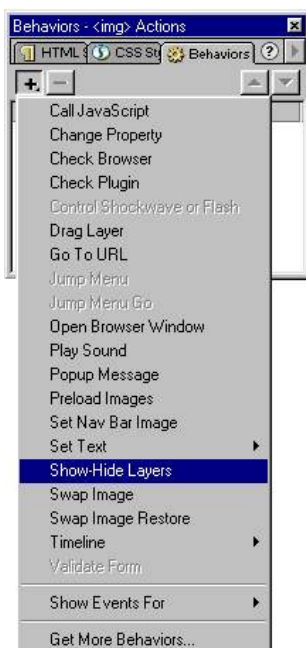 Behaviors - <img> Actions
HTML S CSS St Behaviors ?
Call JavaScript
Change Property
Check Browser
Check Plugin
Control Shockwave or Flash
Drag Layer
Go To URL
Jump Menu
Jump Menu Go
Open Browser Window
Play Sound
Popup Message
Preload Images
Set Nav Bar Image
Set Text
Show-Hide Layers
Swap Image
Swap Image Restore
Timeline
Validate Form
Show Events For
Get More Behaviors...